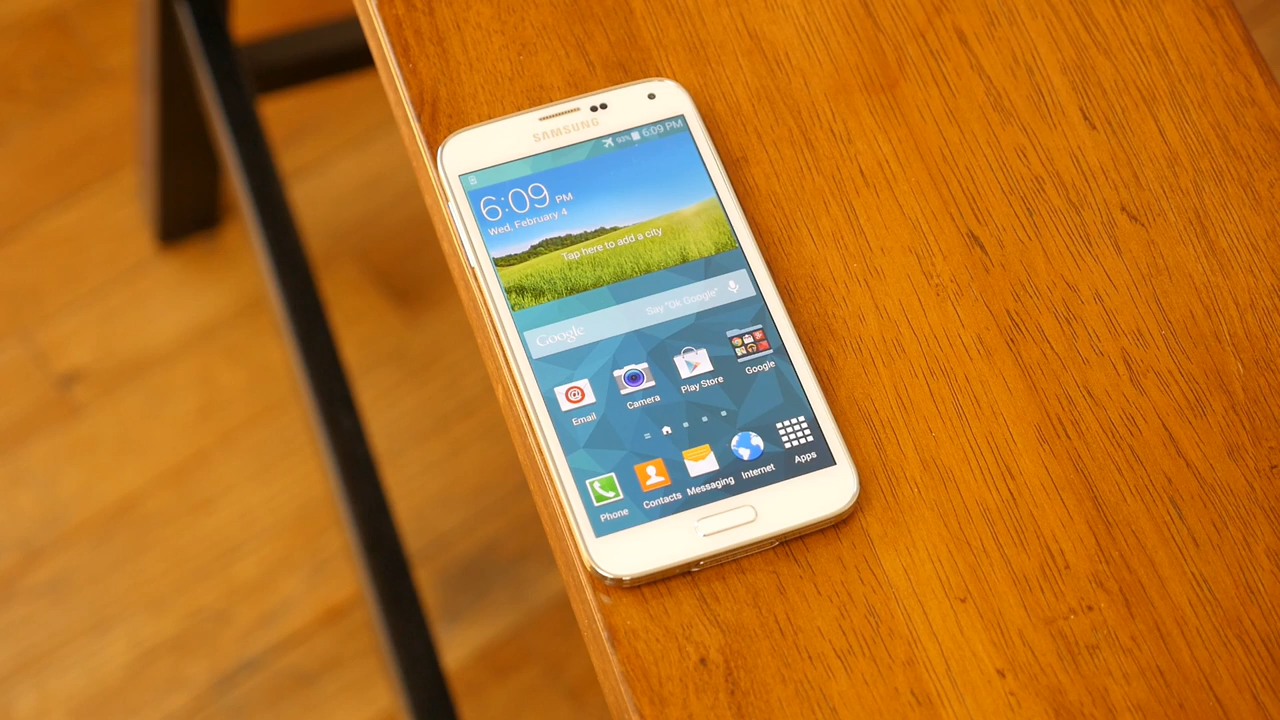 SAMSUNG
93% 6:09 PM
6:09 PM
Wed, February 4
Tap here to add a city
Google Say "Ok Google"
Email Camera Play Store Google
Phone Contacts Messaging Internet Apps